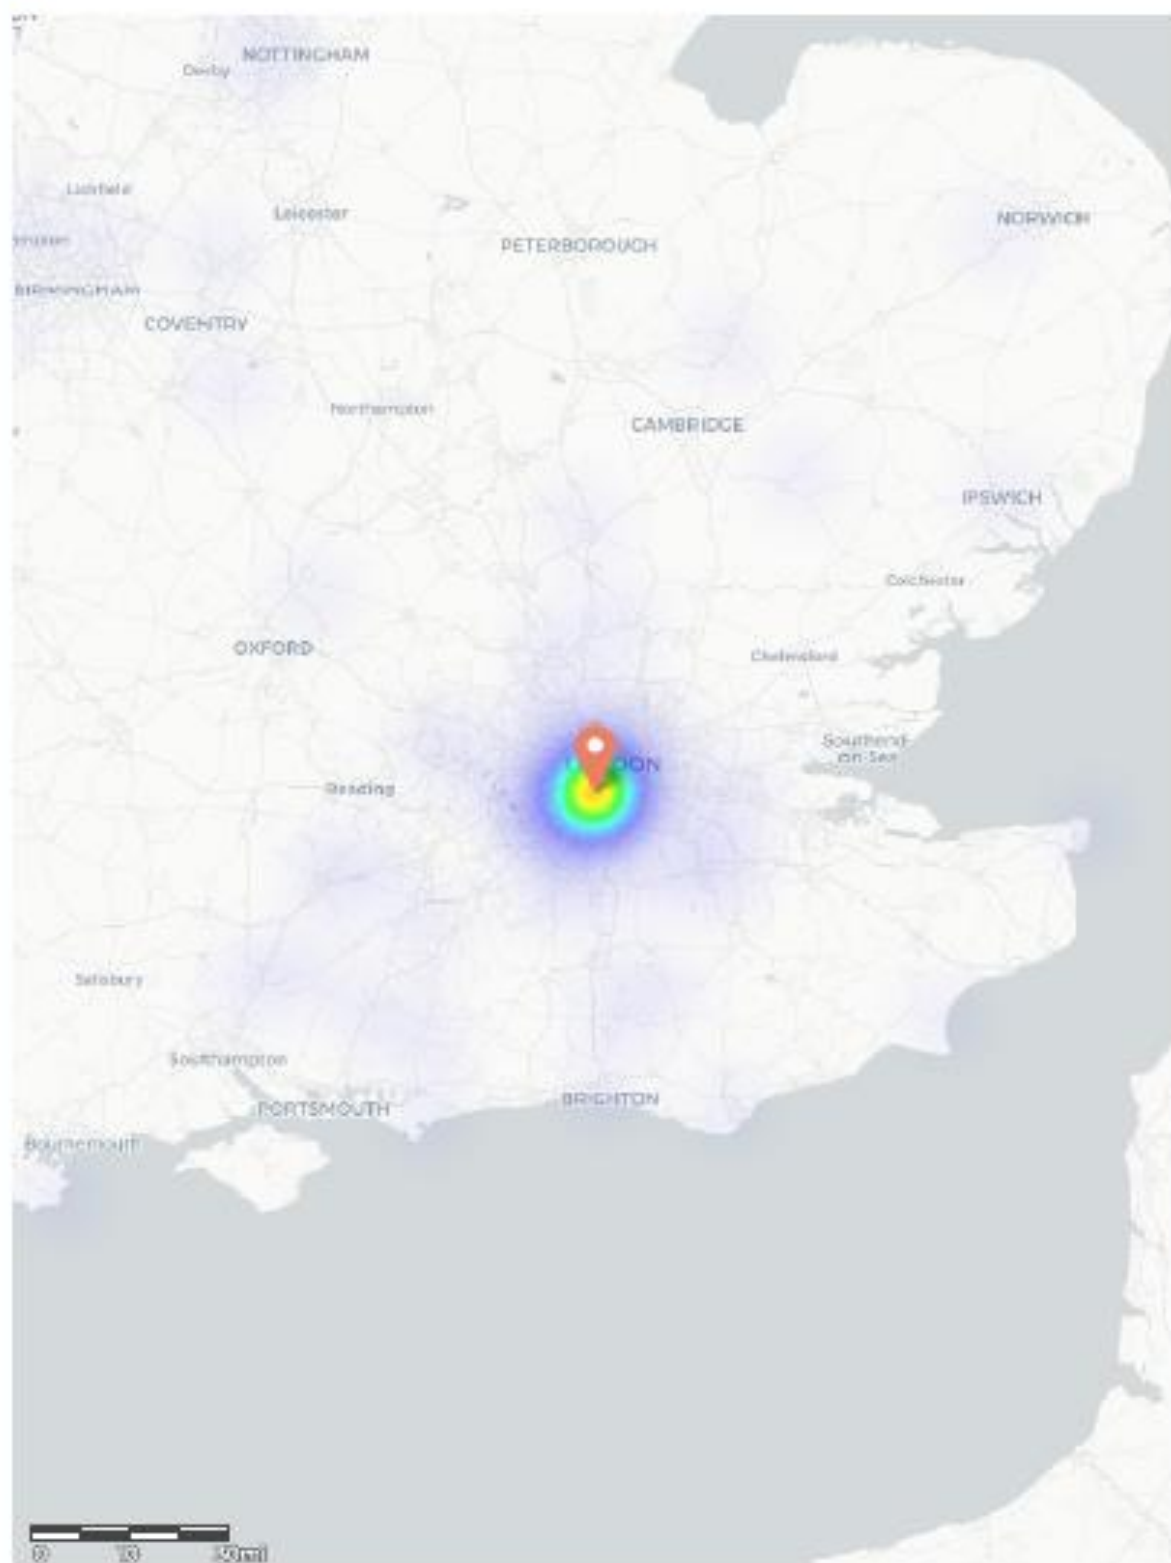 NOTTINGHAM
Derby
Lichfield
Leicester
NORWICH
PETERBOROUGH
BIRMINGHAM
COVENTRY
Northampton
CAMBRIDGE
IPSWICH
Colchester
OXFORD
Chelmsford
Southend-
on-Sea
Reading
Salisbury
Southampton
BRIGHTON
PORTSMOUTH
Bournemouth
0